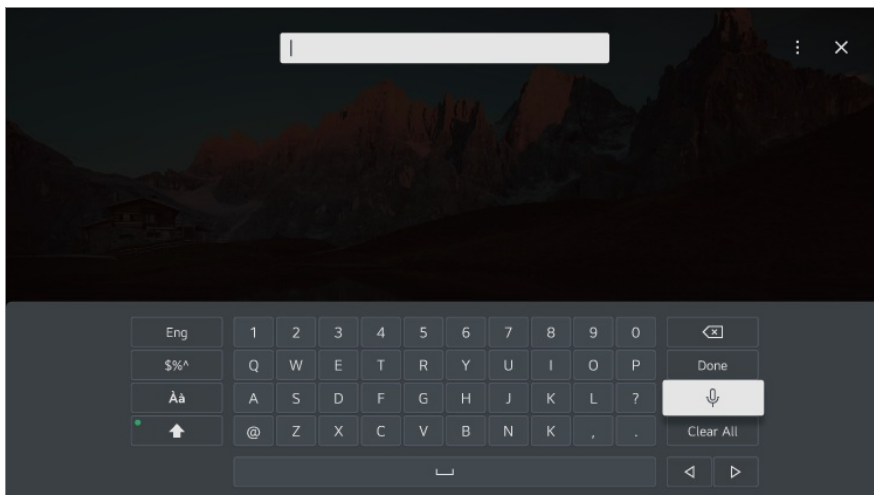 Eng 1 2 3 4 5 6 7 8 9 0
$%^ Q W E T R Y U I O P Done
Àà A S D F G H J K L ?
@ Z X C V B N K , . Clear All